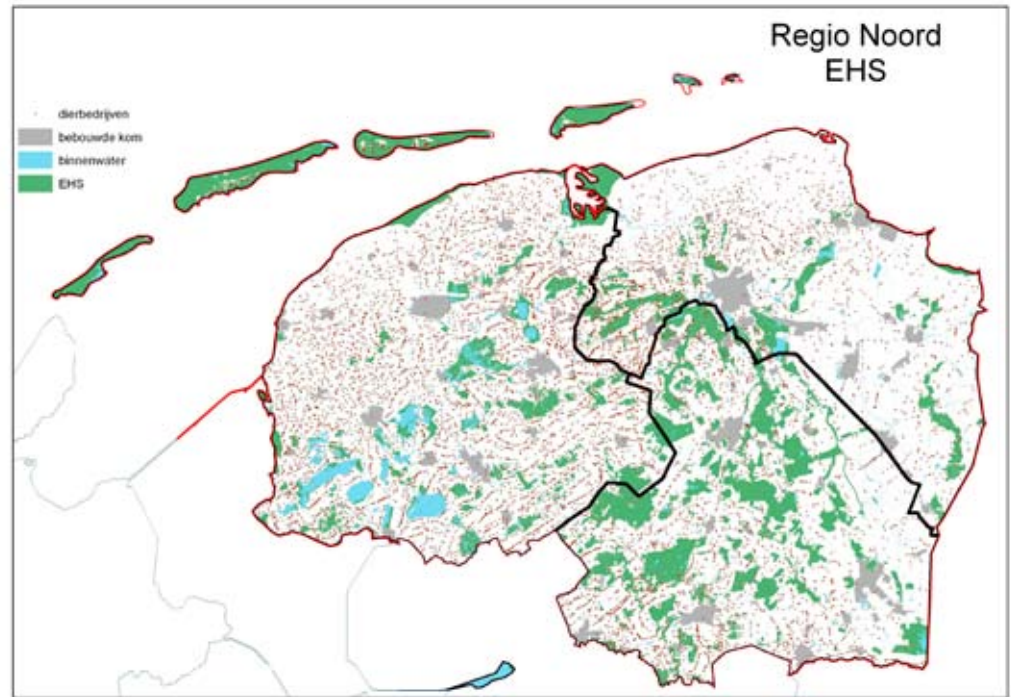 Regio Noord
EHS
dierbedrijven
bebouwde kom
binnenwater
EHS